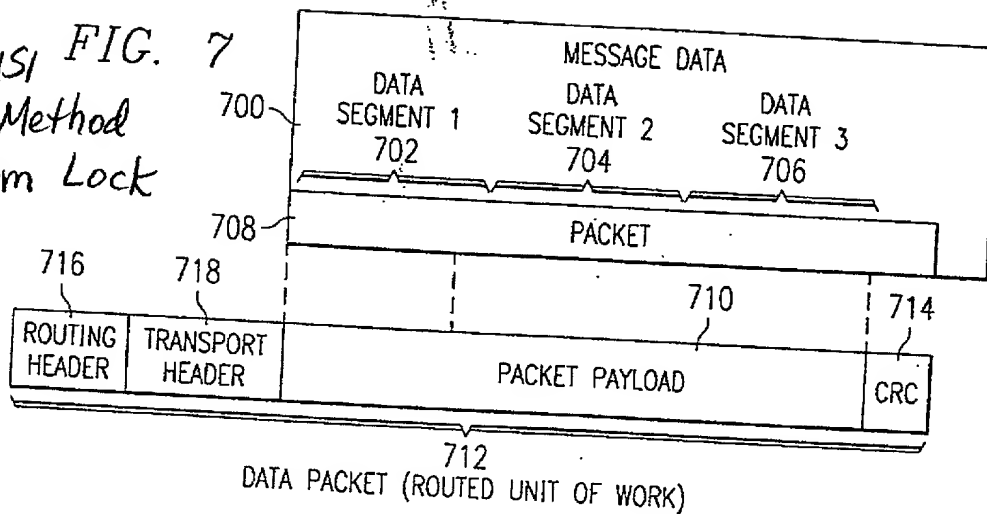 FIG. 7
Method
Lock
MESSAGE DATA
700
DATA SEGMENT 1
702
DATA SEGMENT 2
704
DATA SEGMENT 3
706
708
PACKET
716
718
710
714
ROUTING HEADER
TRANSPORT HEADER
PACKET PAYLOAD
CRC
712
DATA PACKET (ROUTED UNIT OF WORK)